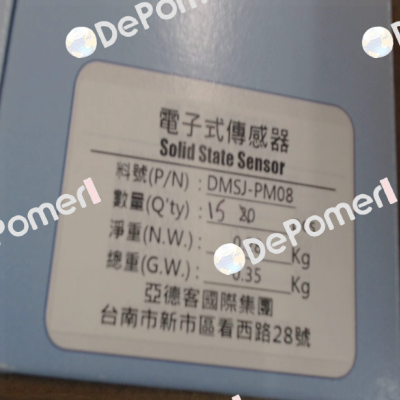 DePomerl
電子式傳感器
Solid State Sensor
料號(P/N) : DMSJ-PM08
數量(Q'ty) : 15 20
淨重(N.W.) : Kg
總重(G.W.) : 0.35 Kg
亞德客國際集團
台南市新市區看西路28號